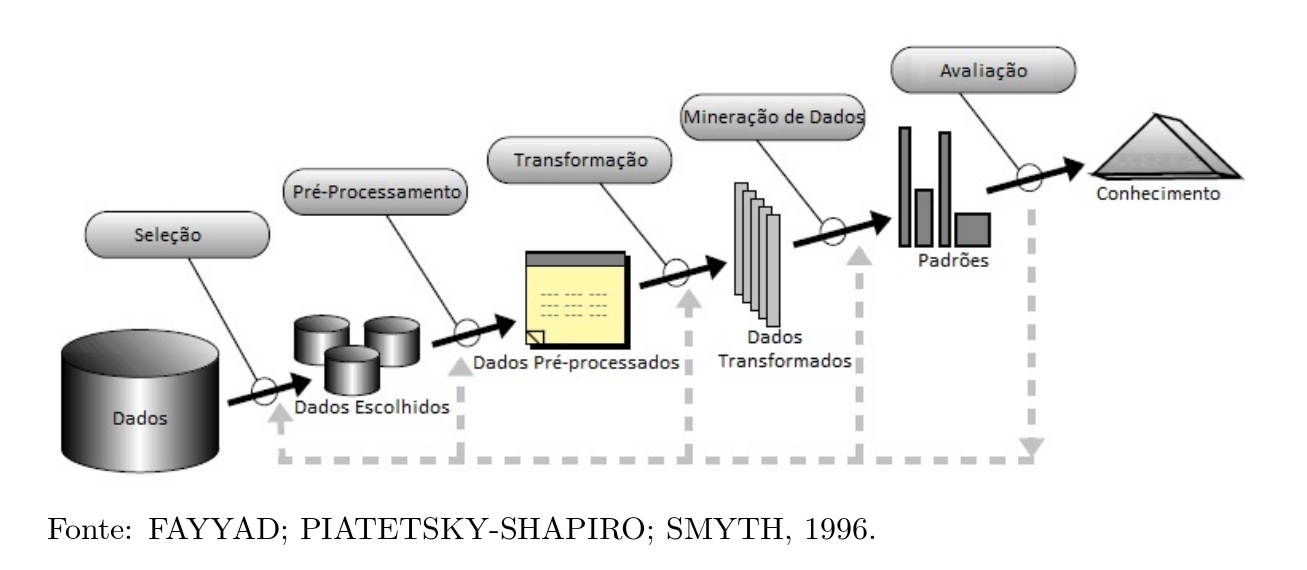 Avaliação
Mineração de Dados
Transformação
Pré-Processamento
Seleção
Conhecimento
Padrões
Dados
Transformados
Dados Pré-processados
Dados Escolhidos
Dados
Fonte: FAYYAD; PIATETSKY-SHAPIRO; SMYTH, 1996.